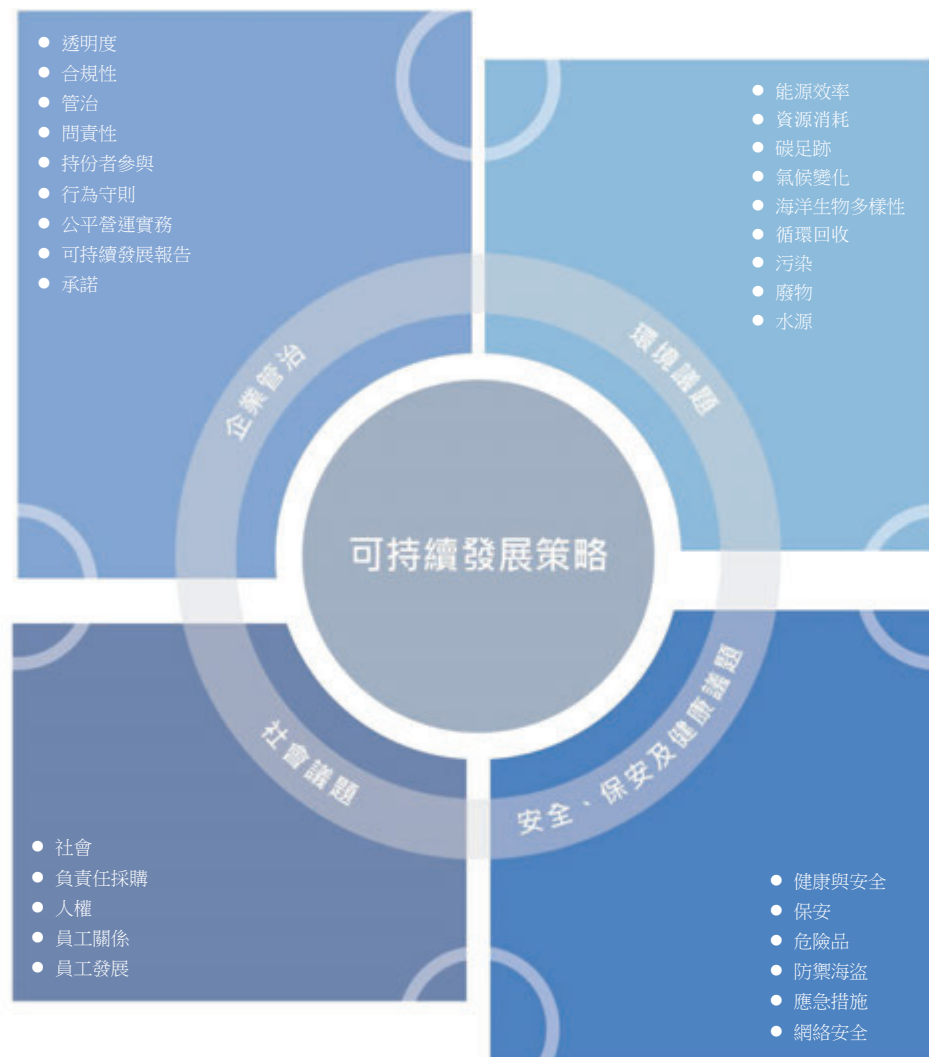 ● 透明度
● 合規性
● 管治
● 問責性
● 持份者參與
● 行為守則
● 公平營運實務
● 可持續發展報告
● 承諾
● 能源效率
● 資源消耗
● 碳足跡
● 氣候變化
● 海洋生物多樣性
● 循環回收
● 污染
● 廢物
● 水源
企業管治
環境議題
可持續發展策略
社會議題
安全、保安及健康議題
● 社會
● 負責任採購
● 人權
● 員工關係
● 員工發展
● 健康與安全
● 保安
● 危險品
● 防禦海盜
● 應急措施
● 網絡安全